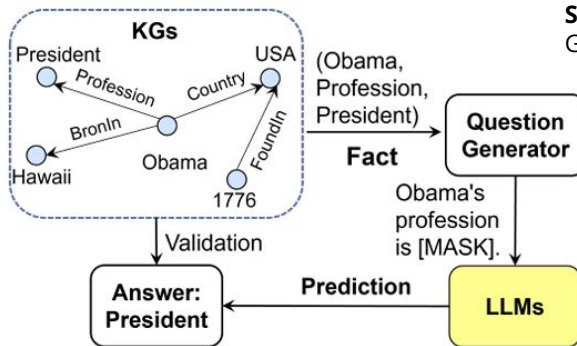 KGs
President
USA
Profession
Country
BronIn
FoundIn
Obama
Hawaii
1776
(Obama,
Profession,
President)
Fact
Question
Generator
Obama's
profession
is [MASK].
Validation
Answer:
President
Prediction
LLMs
S
G